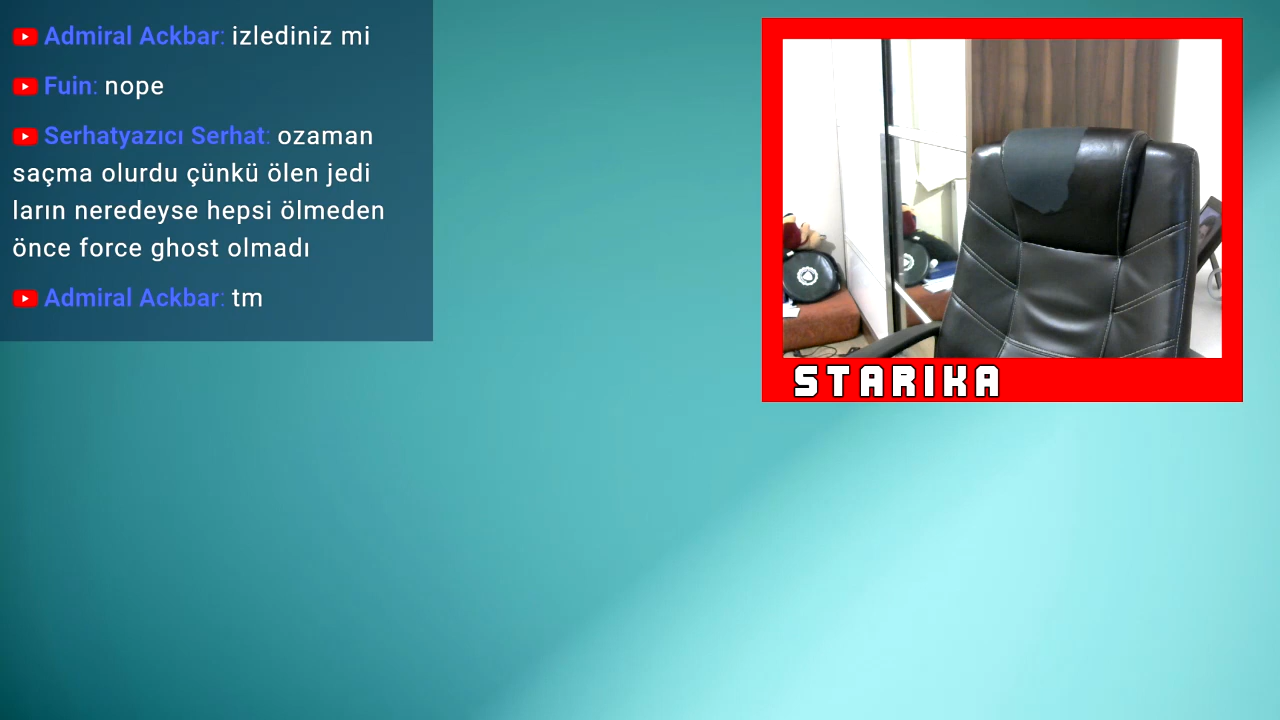 Admiral Ackbar: izlediniz mi
Fuin: nope
Serhatyazıcı Serhat: ozaman
saçma olurdu çünkü ölen jedi
ların neredeyse hepsi ölmeden
önce force ghost olmadı
Admiral Ackbar: tm
STARIKA